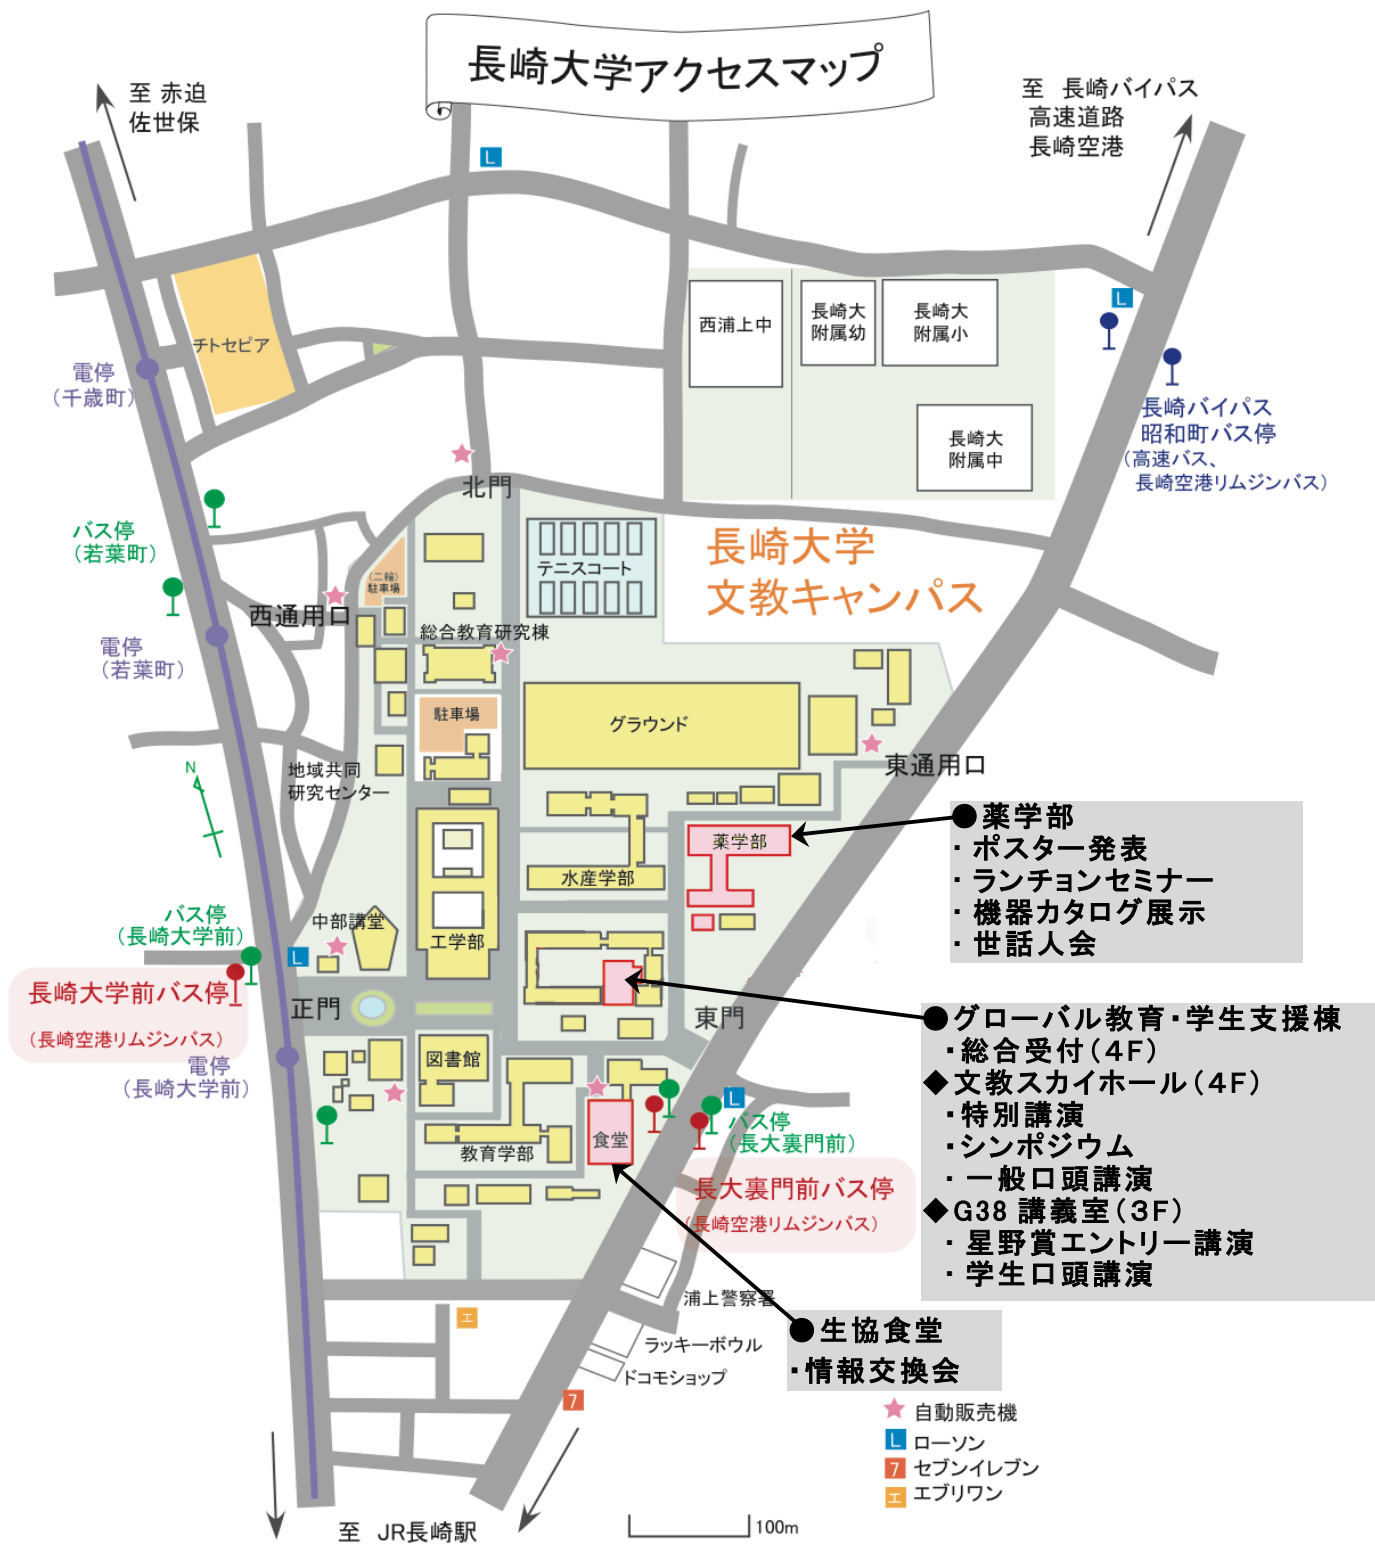 長崎大学アクセスマップ
至 赤迫
佐世保
至 長崎バイパス
高速道路
長崎空港
L
L
西浦上中
長崎大
附属幼
長崎大
附属小
チトセピア
電停
(千歳町)
長崎バイパス
昭和町バス停
(高速バス、
長崎空港リムジンバス)
長崎大
附属中
北門
バス停
(若葉町)
長崎大学
文教キャンパス
テニスコート
(二輪)
駐車場
西通用口
総合教育研究棟
電停
(若葉町)
駐車場
グラウンド
東通用口
地域共同
研究センター
N
●薬学部
・ポスター発表
・ランチョンセミナー
・機器カタログ展示
・世話人会
薬学部
水産学部
バス停
(長崎大学前)
中部講堂
工学部
L
長崎大学前バス停
(長崎空港リムジンバス)
正門
東門
●グローバル教育・学生支援棟
・総合受付(4F)
◆文教スカイホール(4F)
・特別講演
・シンポジウム
・一般口頭講演
◆G38 講義室(3F)
・星野賞エントリー講演
・学生口頭講演
電停
(長崎大学前)
図書館
L
バス停
(長大裏門前)
食堂
教育学部
長大裏門前バス停
(長崎空港リムジンバス)
浦上警察署
エ
●生協食堂
・情報交換会
ラッキーボウル
ドコモショップ
7
自動販売機
L ローソン
7 セブンイレブン
エ エブリワン
至 JR長崎駅
100m